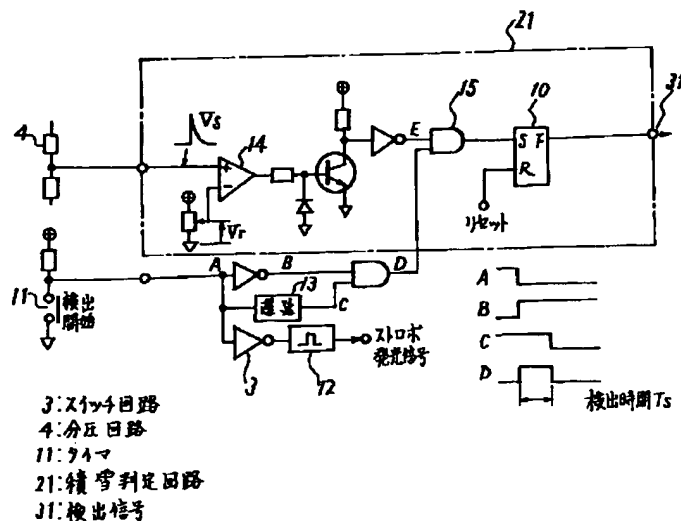 21
31
15
10
4
Vs
14
E
S F
R
リセット
Vr
A
B
D
検出
開始
11
13
遅延
C
3
12
ストロボ
発光信号
A
B
C
D
検出時間Ts
3:スイッチ回路
4:分圧回路
11:タイマ
21:積雪判定回路
31:検出信号